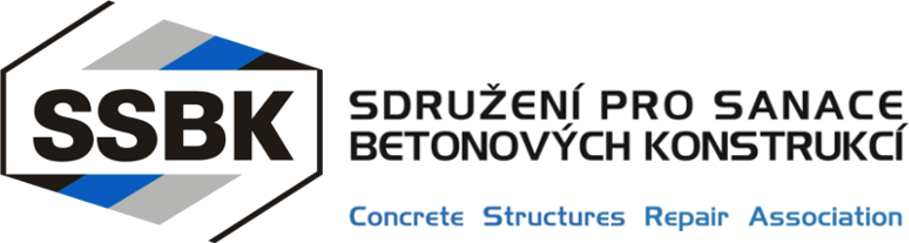 SSBK
SDRUŽENÍ PRO SANACE
BETONOVÝCH KONSTRUKCÍ
Concrete Structures Repair Association